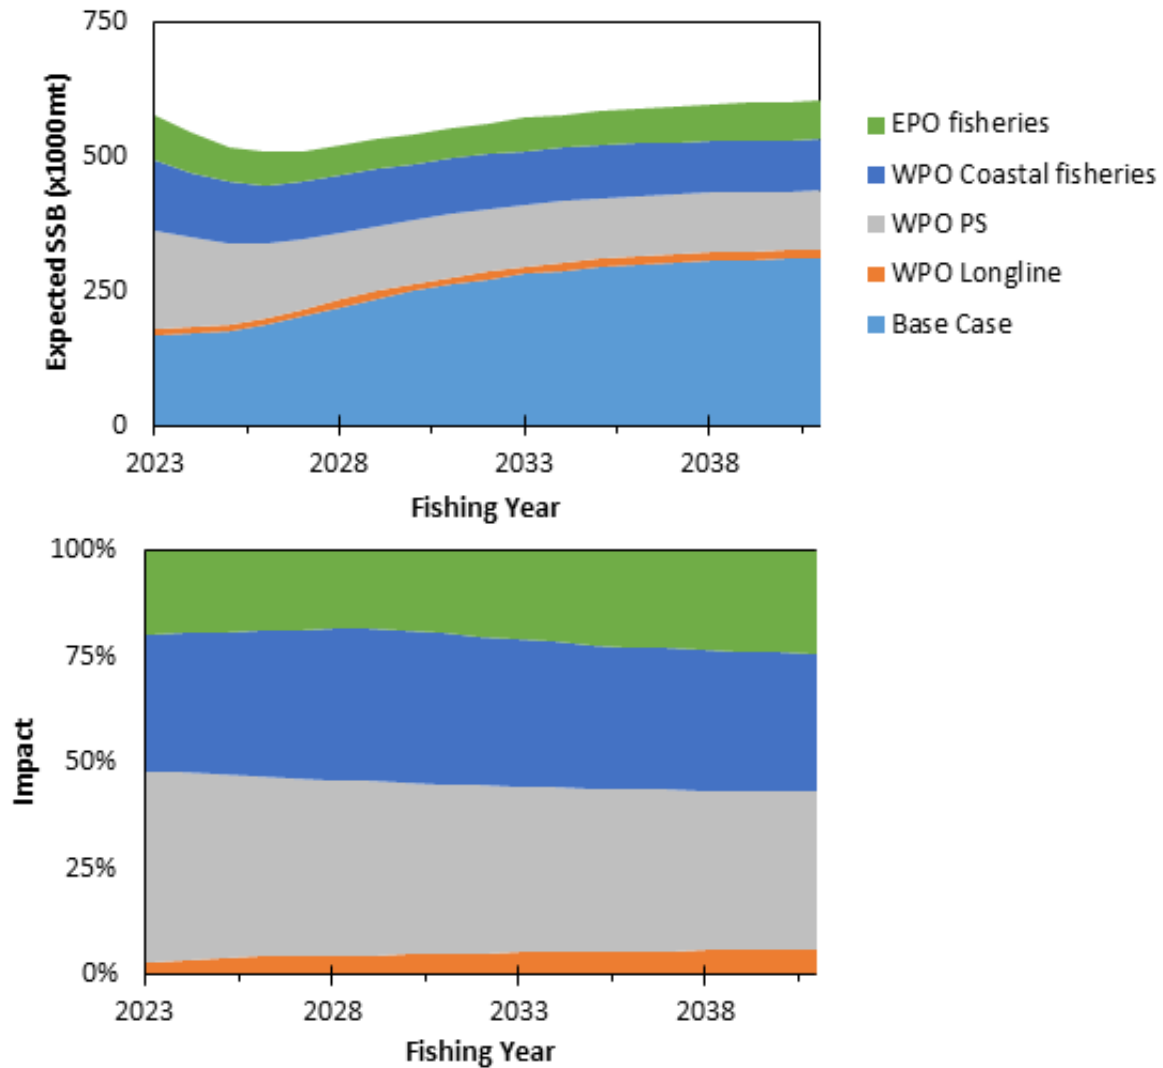 750
500
250
0
Expected SSB (x1000mt)
2023 2028 2033 2038
Fishing Year
EPO fisheries
WPO Coastal fisheries
WPO PS
WPO Longline
Base Case
100%
75%
50%
25%
0%
Impact
2023 2028 2033 2038
Fishing Year